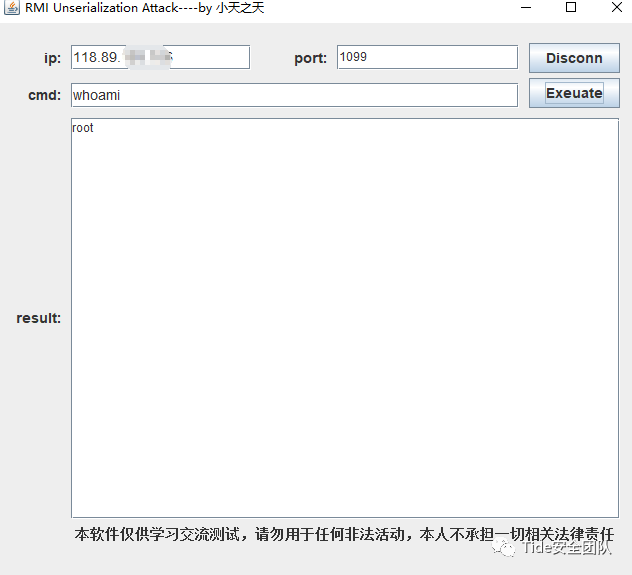 RMI Unserialization Attack----by 小天之天
ip: 118.89. port: 1099 Disconn
cmd: whoami Exeuate
root
result:
本软件仅供学习交流测试，请勿用于任何非法活动，本人不承担一切相关法律责任
Tide安全团队